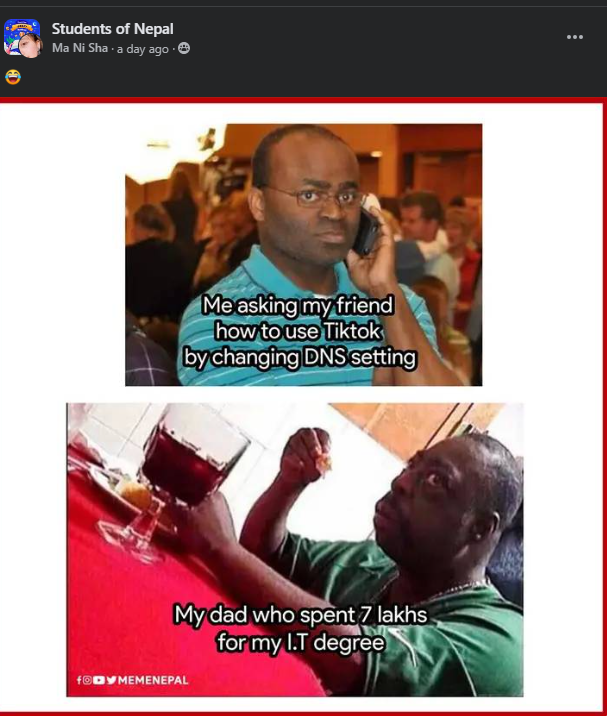 Students of Nepal
Ma Ni Sha · a day ago ·
Me asking my friend
how to use Tiktok
by changing DNS setting
My dad who spent 7 lakhs
for my I.T degree
MEMENEPAL